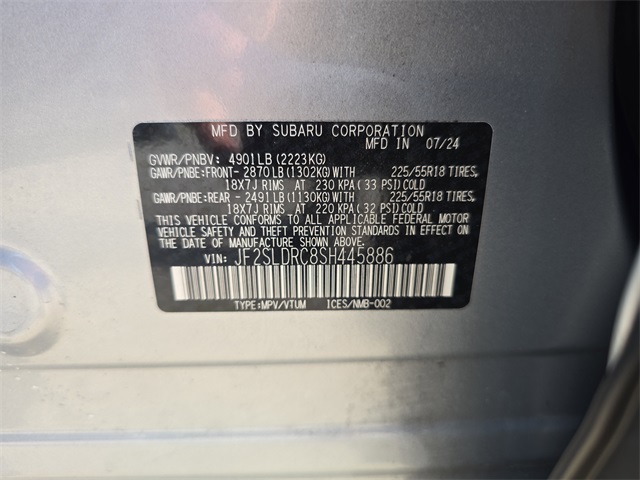 MFD BY SUBARU CORPORATION
MFD IN 07/24
GVWR/PNBV: 4901LB(2223KG)
GAWR/PNBE:FRONT- 2870LB(1302KG)WITH 225/55R18 TIRES,
18X7J RIMS AT 230 KPA(33 PSI)COLD
GAWR/PNBE:REAR - 2491LB(1130KG)WITH 225/55R18 TIRES,
18X7J RIMS AT 220 KPA(32 PSI)COLD
THIS VEHICLE CONFORMS TO ALL APPLICABLE FEDERAL MOTOR
VEHICLE SAFETY AND THEFT PREVENTION STANDARDS IN EFFECT ON
THE DATE OF MANUFACTURE SHOWN ABOVE.
VIN: JF2SLDRC8SH445886
TYPE:MPV/VTUM ICES/NMB-002